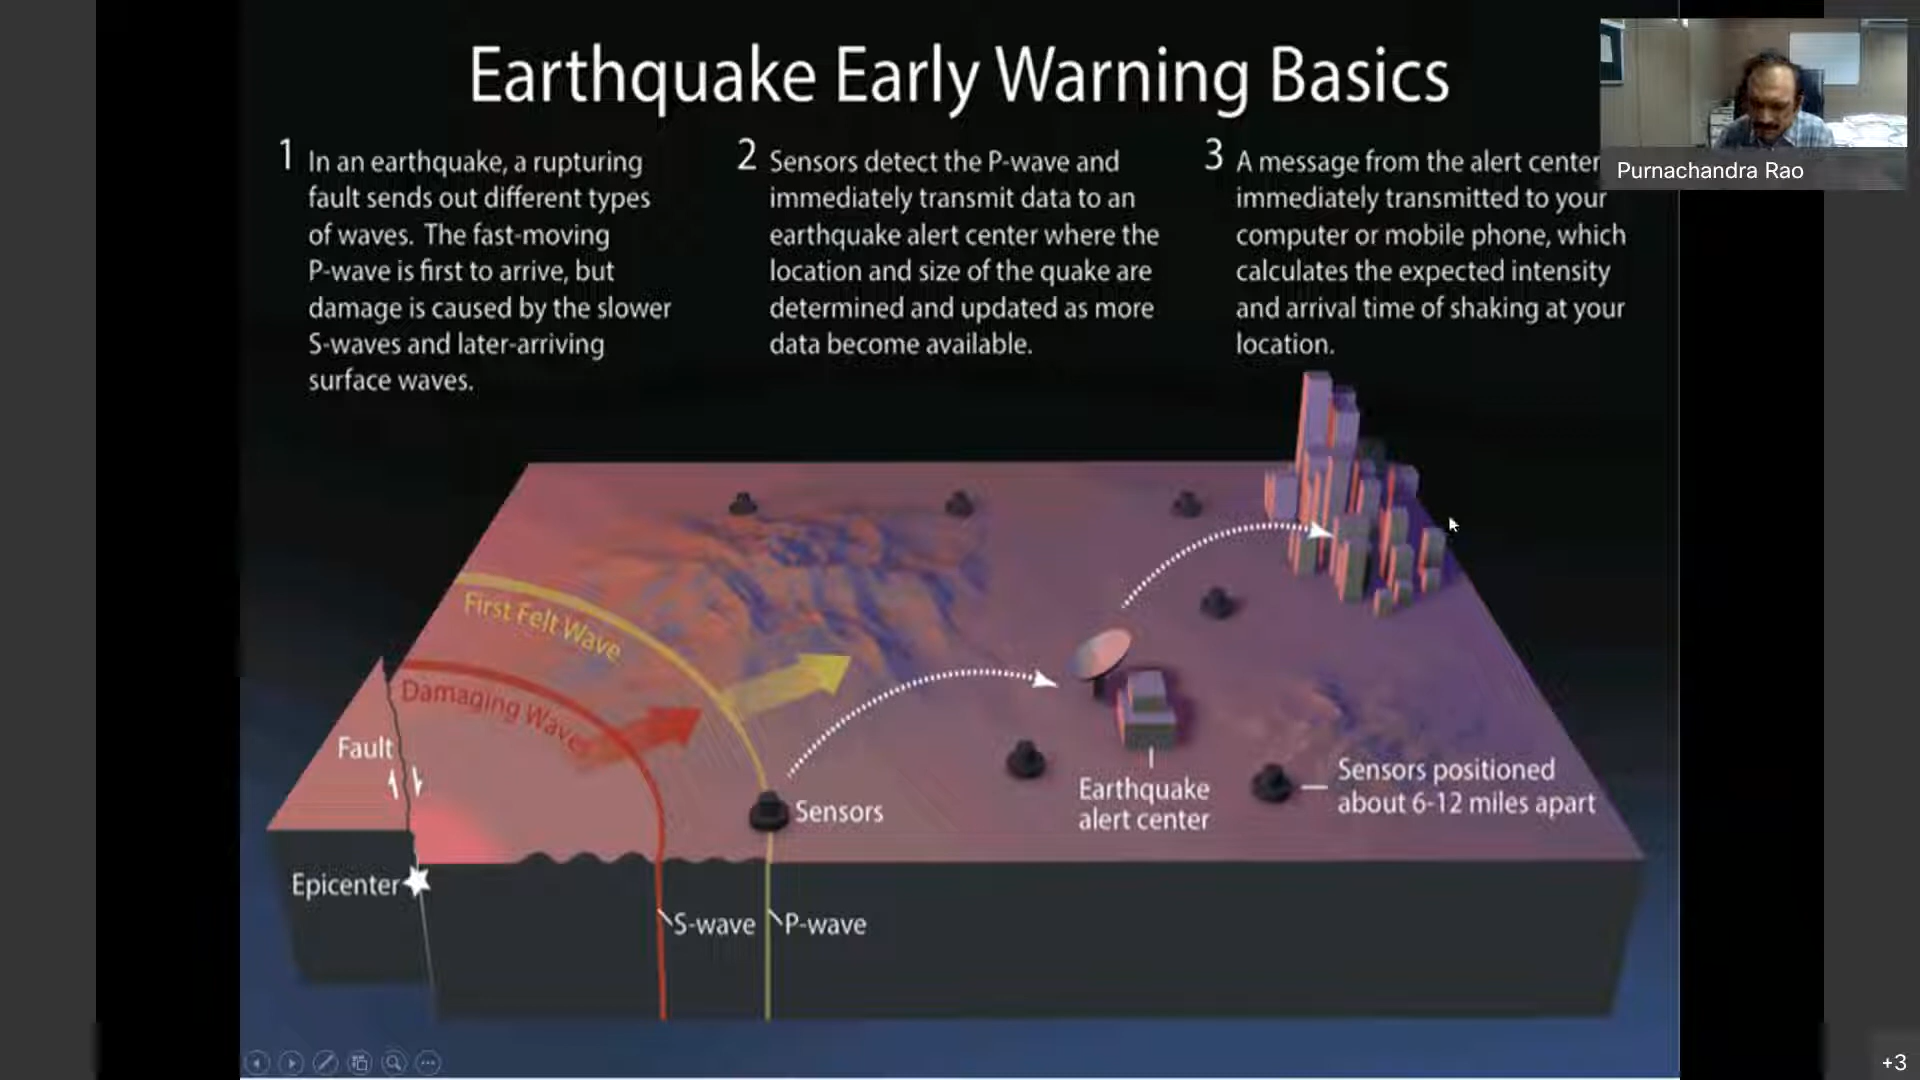 Earthquake Early Warning Basics
1 In an earthquake, a rupturing
fault sends out different types
of waves. The fast-moving
P-wave is first to arrive, but
damage is caused by the slower
S-waves and later-arriving
surface waves.
2 Sensors detect the P-wave and
immediately transmit data to an
earthquake alert center where the
location and size of the quake are
determined and updated as more
data become available.
3 A message from the alert center
immediately transmitted to your
computer or mobile phone, which
calculates the expected intensity
and arrival time of shaking at your
location.
Purnachandra Rao
First Felt Wave
Damaging Wave
Fault
Sensors
Earthquake
alert center
Sensors positioned
about 6-12 miles apart
Epicenter
S-wave
P-wave
+3